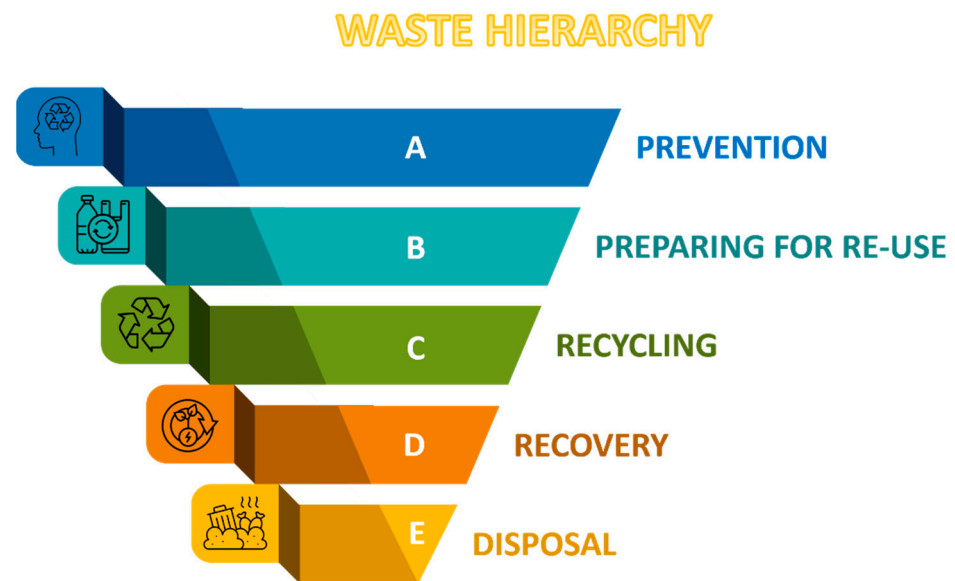 WASTE HIERARCHY
A PREVENTION
B PREPARING FOR RE-USE
C RECYCLING
D RECOVERY
E DISPOSAL